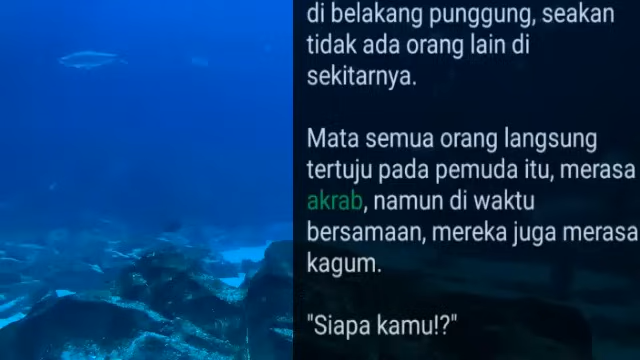 di belakang punggung, seakan
tidak ada orang lain di
sekitarnya.
Mata semua orang langsung
tertuju pada pemuda itu, merasa
akrab, namun di waktu
bersamaan, mereka juga merasa
kagum.
"Siapa kamu!?"